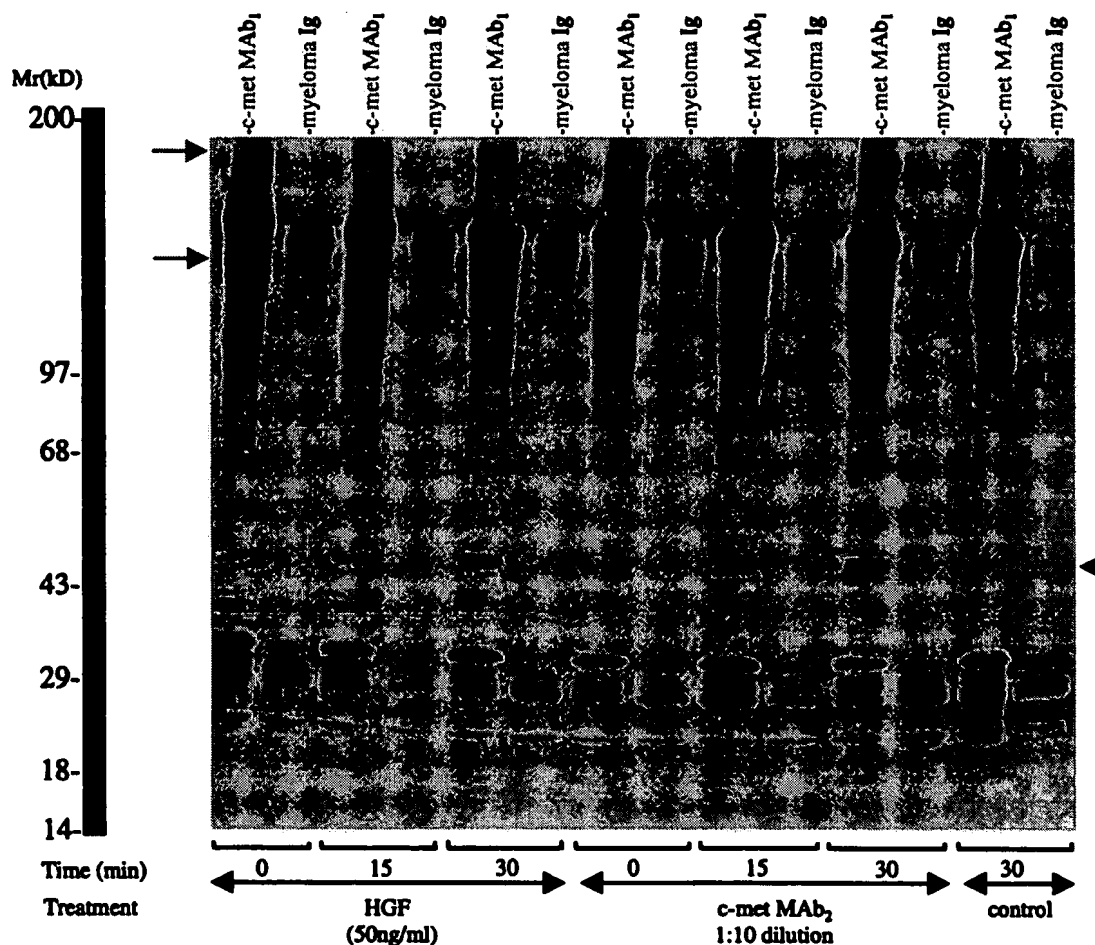 -c-met MAb1
-myeloma Ig
-c-met MAb1
-myeloma Ig
-c-met MAb1
-myeloma Ig
-c-met MAb1
-myeloma Ig
-c-met MAb1
-myeloma Ig
-c-met MAb1
-myeloma Ig
-c-met MAb1
-myeloma Ig
Mr(kD)
200-
97-
68-
43-
29-
18-
14-
Time (min) 0 15 30 0 15 30 30
Treatment HGF c-met MAb2 control
(50ng/ml) 1:10 dilution